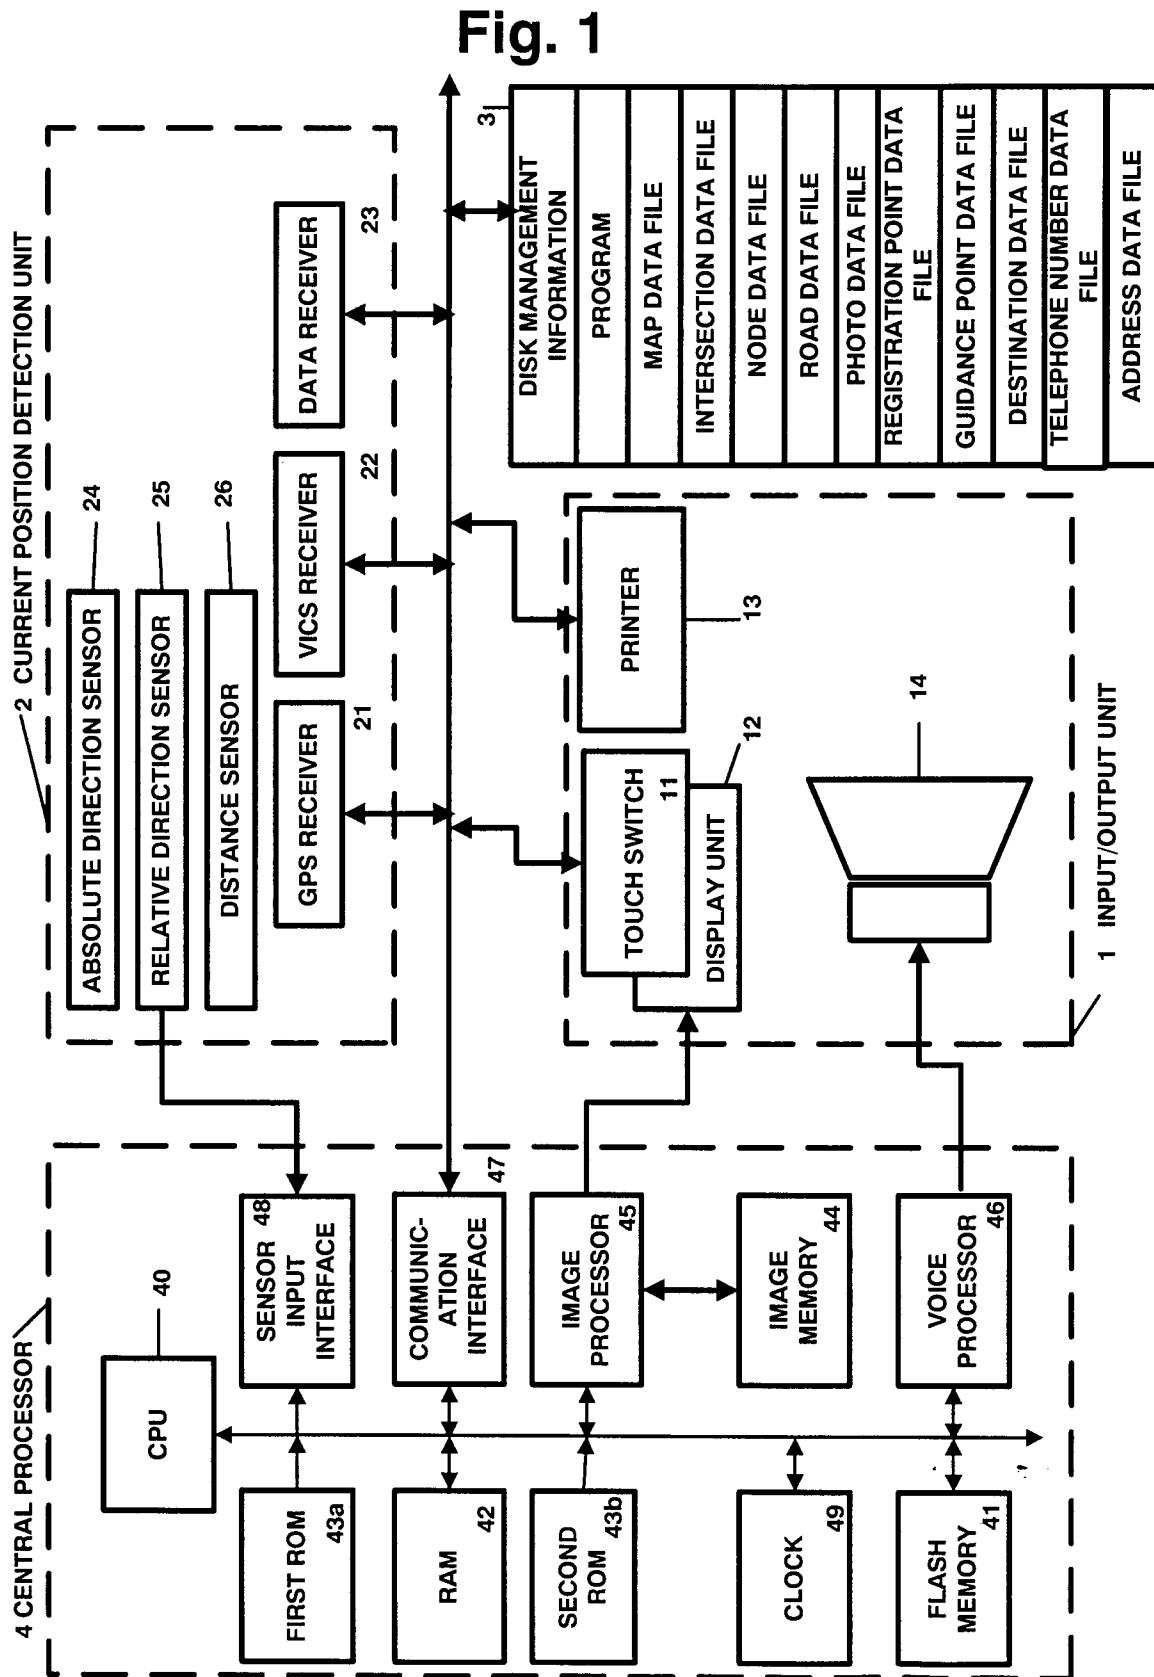 Fig. 1
4 CENTRAL PROCESSOR
CPU
40
FIRST ROM
43a
SENSOR
INPUT
INTERFACE
48
RAM
42
COMMUNIC-
ATION
INTERFACE
47
SECOND
ROM
43b
IMAGE
PROCESSOR
45
IMAGE
MEMORY
44
CLOCK
49
FLASH
MEMORY
41
VOICE
PROCESSOR
46
2 CURRENT POSITION DETECTION UNIT
ABSOLUTE DIRECTION SENSOR
24
RELATIVE DIRECTION SENSOR
25
DISTANCE SENSOR
26
GPS RECEIVER
21
VICS RECEIVER
22
DATA RECEIVER
23
TOUCH SWITCH
11
DISPLAY UNIT
12
PRINTER
13
14
1 INPUT/OUTPUT UNIT
3
DISK MANAGEMENT
INFORMATION
PROGRAM
MAP DATA FILE
INTERSECTION DATA FILE
NODE DATA FILE
ROAD DATA FILE
PHOTO DATA FILE
REGISTRATION POINT DATA
FILE
GUIDANCE POINT DATA FILE
DESTINATION DATA FILE
TELEPHONE NUMBER DATA
FILE
ADDRESS DATA FILE